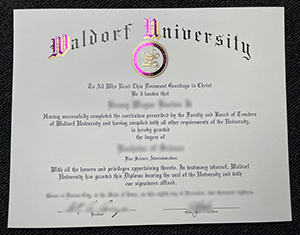 Waldorf University
To All Who Read This Document Greetings in Christ
Be it known that
Having successfully completed the curriculum prescribed by the Faculty and Board of Trustees
of Waldorf University and having complied with all other requirements of the University,
is hereby granted
the degree of
Bachelor of Science
Fire Science Administration
With all the honors and privileges appertaining thereto. In testimony whereof, Waldorf
University has granted this Diploma bearing the seal of the University and with
our signatures affixed.
President